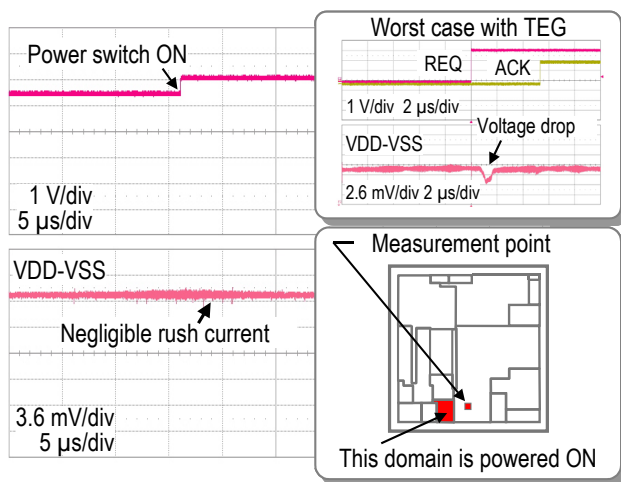 Power switch ON
1 V/div
5 µs/div
VDD-VSS
Negligible rush current
3.6 mV/div
5 µs/div
Worst case with TEG
REQ
ACK
1 V/div 2 µs/div
Voltage drop
VDD-VSS
2.6 mV/div 2 µs/div
Measurement point
This domain is powered ON